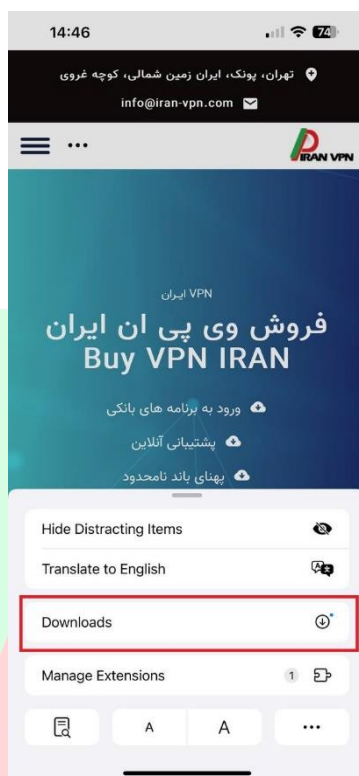 14:46
74
تهران، پونک، ایران زمین شمالی، کوچه غروی
info@iran-vpn.com
IRAN VPN
VPN ایران
فروش وی پی ان ایران
Buy VPN IRAN
ورود به برنامه های بانکی
پشتیبانی آنلاین
پهنای باند نامحدود
Hide Distracting Items
Translate to English
Downloads
Manage Extensions 1
A A